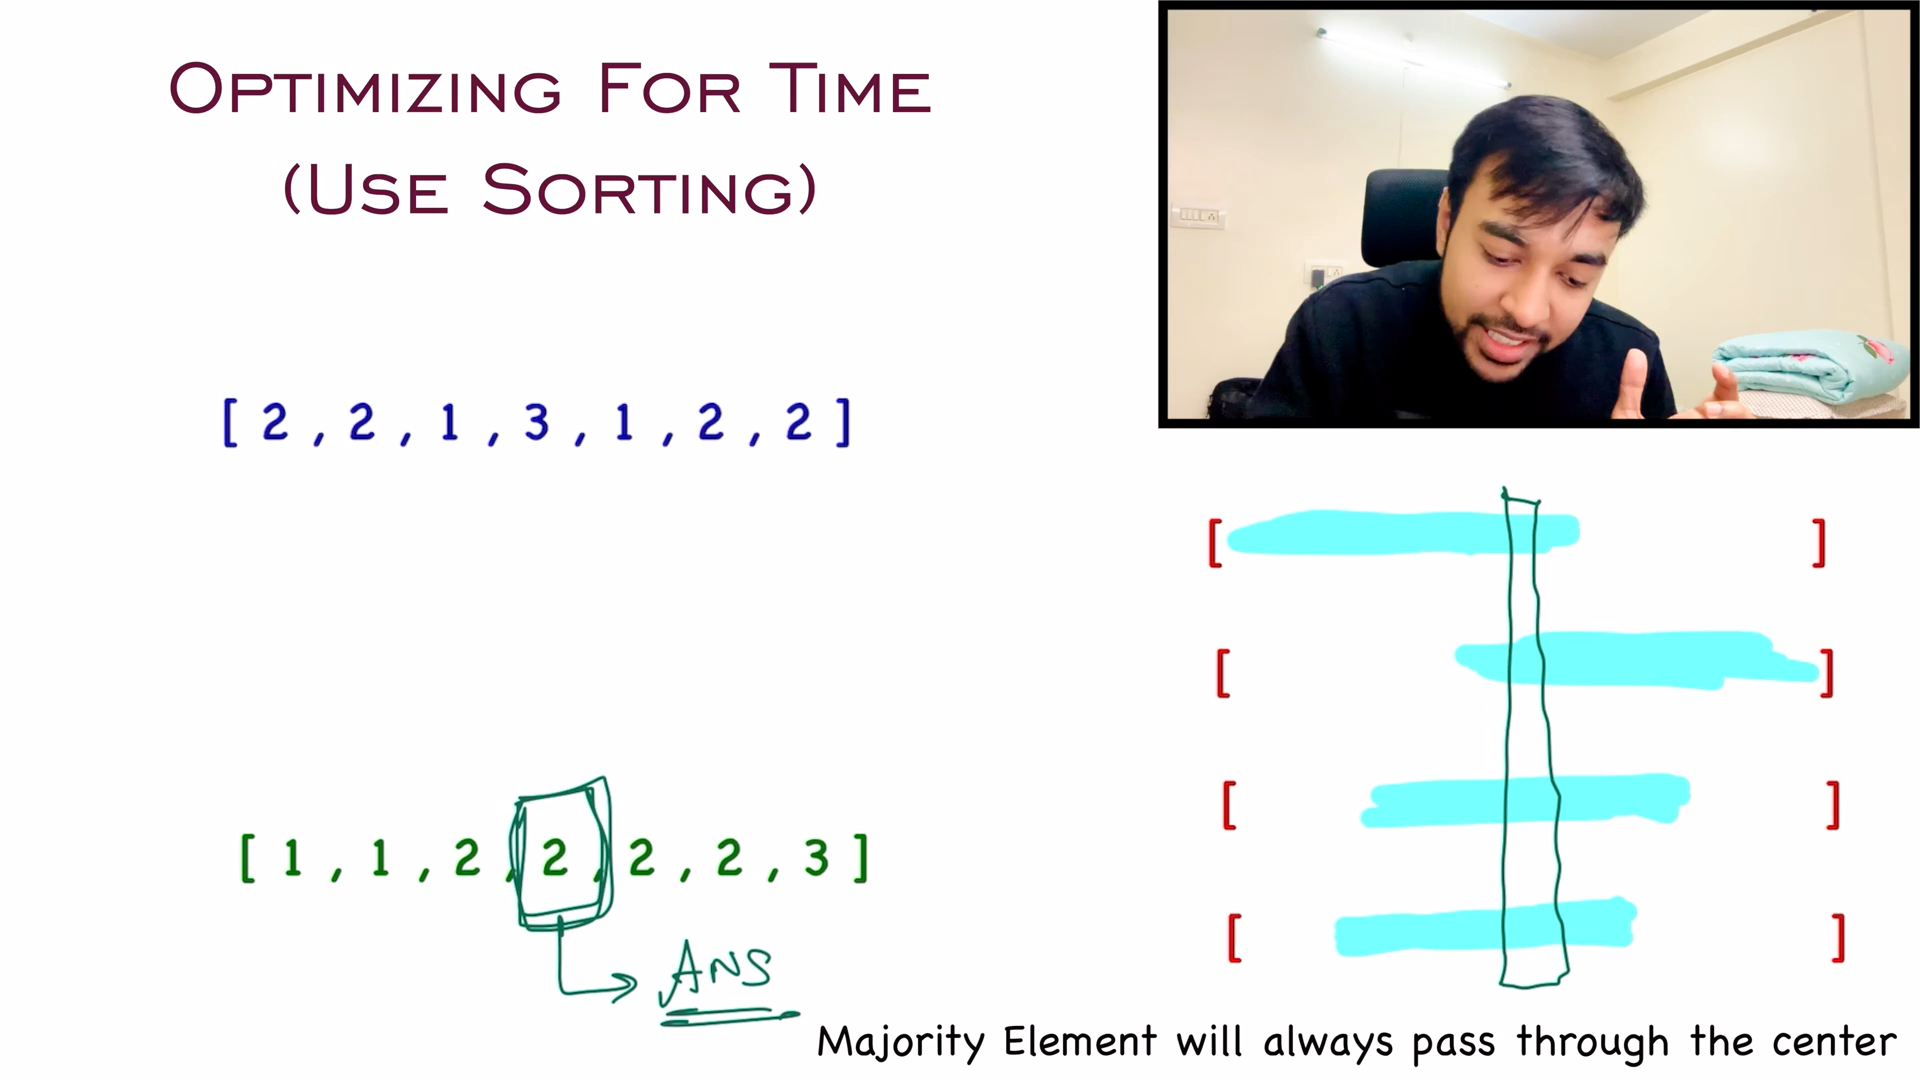 Optimizing For Time
(Use Sorting)
[ 2 , 2 , 1 , 3 , 1 , 2 , 2 ]
[ ]
[ ]
[ ]
[ ]
[ 1 , 1 , 2 , 2 , 2 , 2 , 3 ]
ANS
Majority Element will always pass through the center